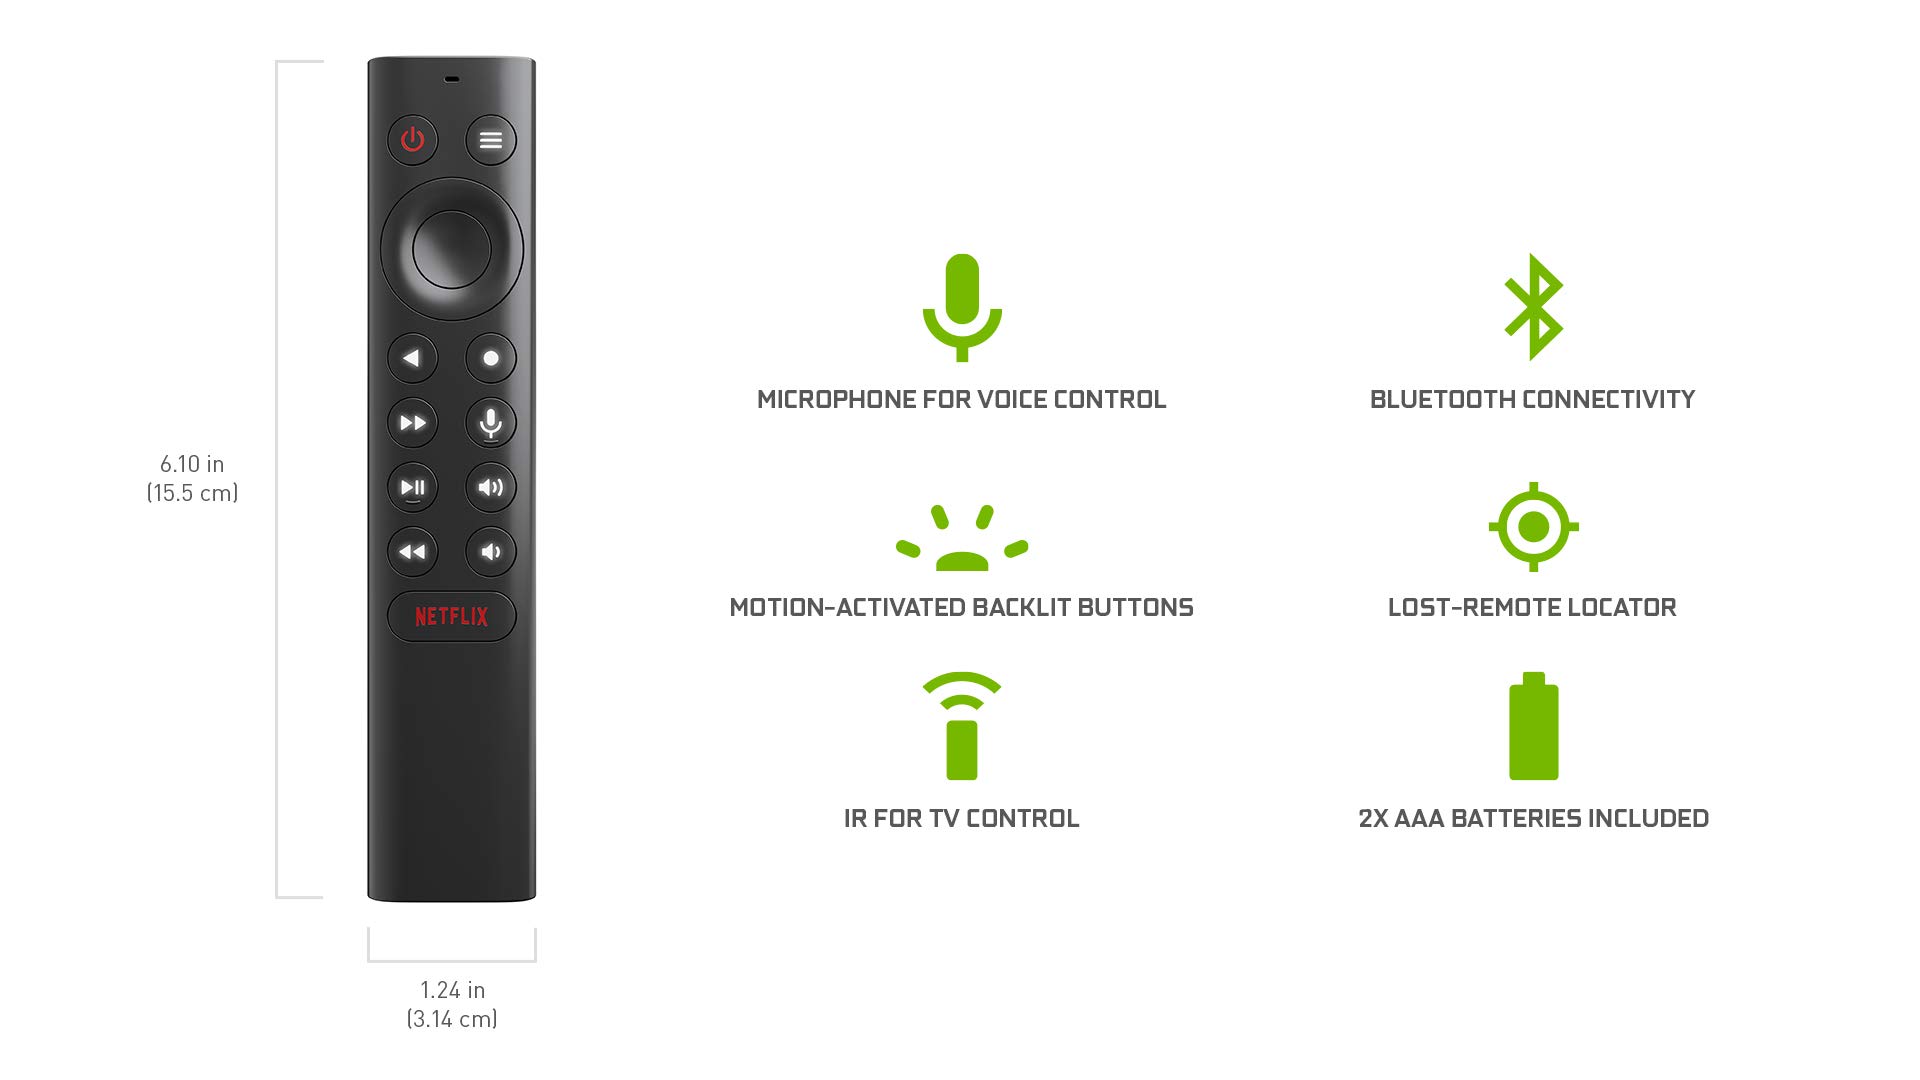 NETFLIX
6.10 in
(15.5 cm)
1.24 in
(3.14 cm)
MICROPHONE FOR VOICE CONTROL
BLUETOOTH CONNECTIVITY
MOTION-ACTIVATED BACKLIT BUTTONS
LOST-REMOTE LOCATOR
IR FOR TV CONTROL
2X AAA BATTERIES INCLUDED